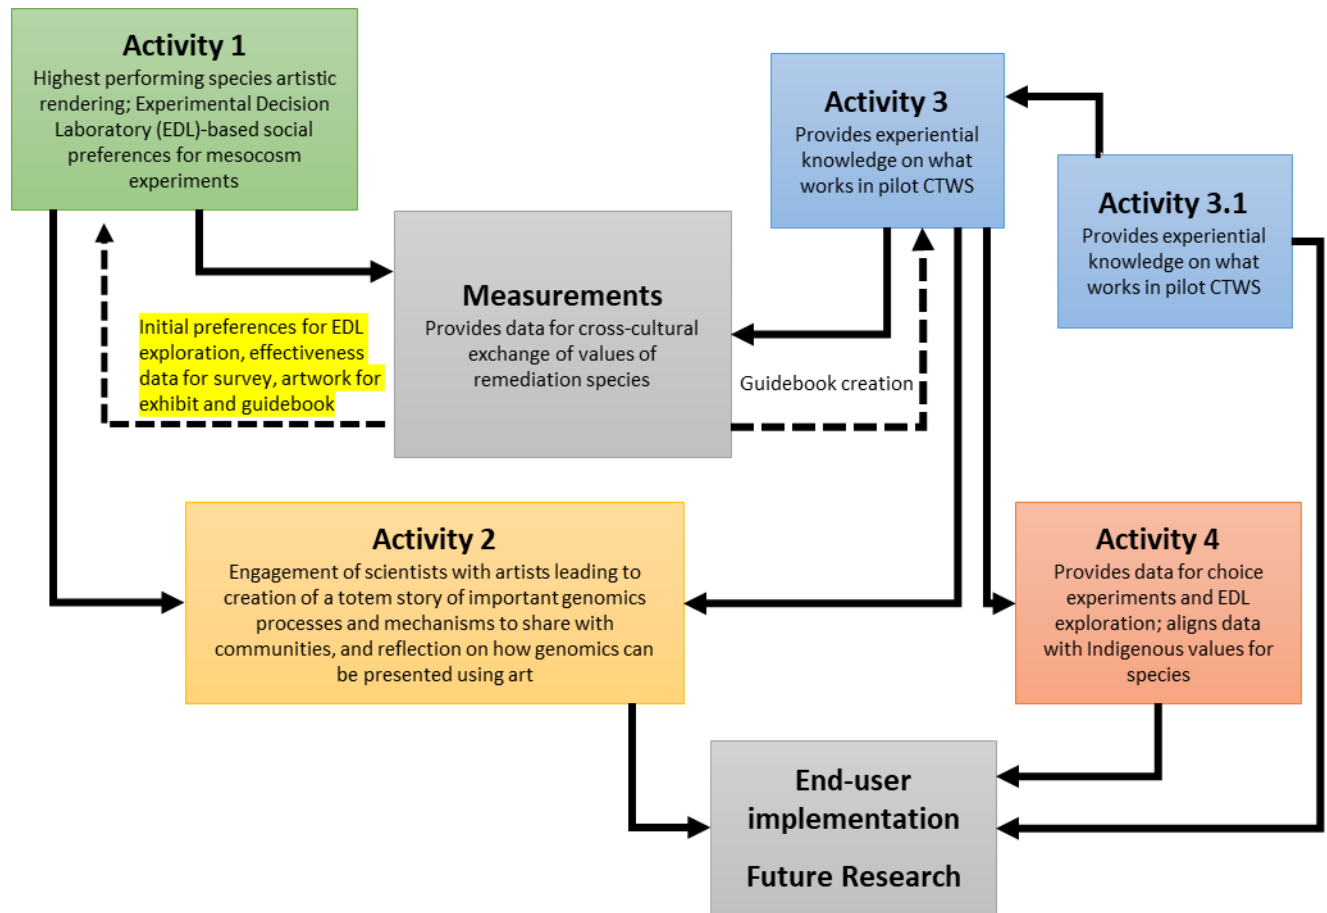 Activity 1
Highest performing species artistic
rendering; Experimental Decision
Laboratory (EDL)-based social
preferences for mesocosm
experiments
Activity 3
Provides experiential
knowledge on what
works in pilot CTWS
Activity 3.1
Provides experiential
knowledge on what
works in pilot CTWS
Measurements
Provides data for cross-cultural
exchange of values of
remediation species
Initial preferences for EDL
exploration, effectiveness
data for survey, artwork for
exhibit and guidebook
Guidebook creation
Activity 2
Engagement of scientists with artists leading to
creation of a totem story of important genomics
processes and mechanisms to share with
communities, and reflection on how genomics can
be presented using art
Activity 4
Provides data for choice
experiments and EDL
exploration; aligns data
with Indigenous values for
species
End-user
implementation
Future Research